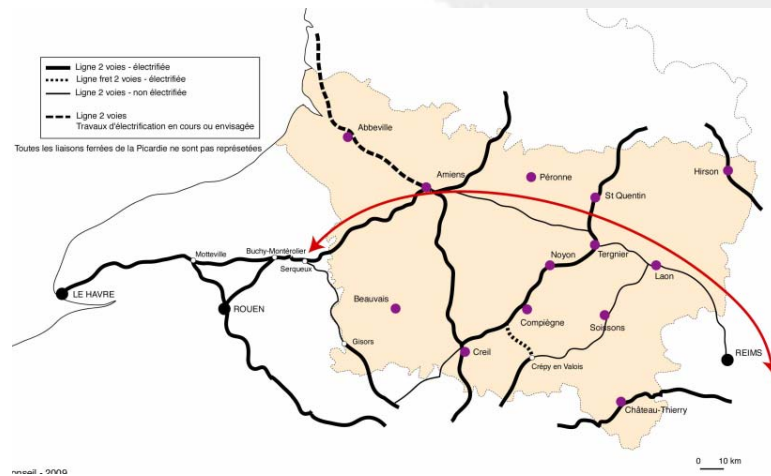 Ligne 2 voies - électrifiée
Ligne fret 2 voies - électrifiée
Ligne 2 voies - non électrifiée
Ligne 2 voies
Travaux d'électrification en cours ou envisagée
Toutes les liaisons ferrées de la Picardie ne sont pas représetées
Abbeville
Amiens
Péronne
Hirson
St Quentin
Motteville
Buchy-Montérolier
Serqueux
Tergnier
Noyon
Laon
LE HAVRE
ROUEN
Beauvais
Compiègne
Soissons
Gisors
Creil
Crépy en Valois
REIMS
Château-Thierry
0 10 km
onseil - 2009